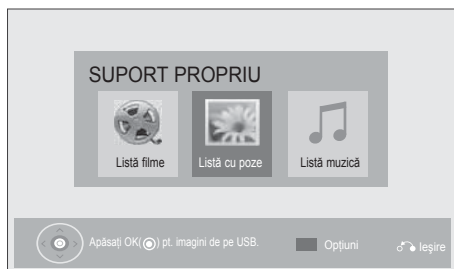 SUPORT PROPRIU
Listă filme
Listă cu poze
Listă muzică
Apăsați OK(◉) pt. imagini de pe USB.
Opțiuni
Ieșire